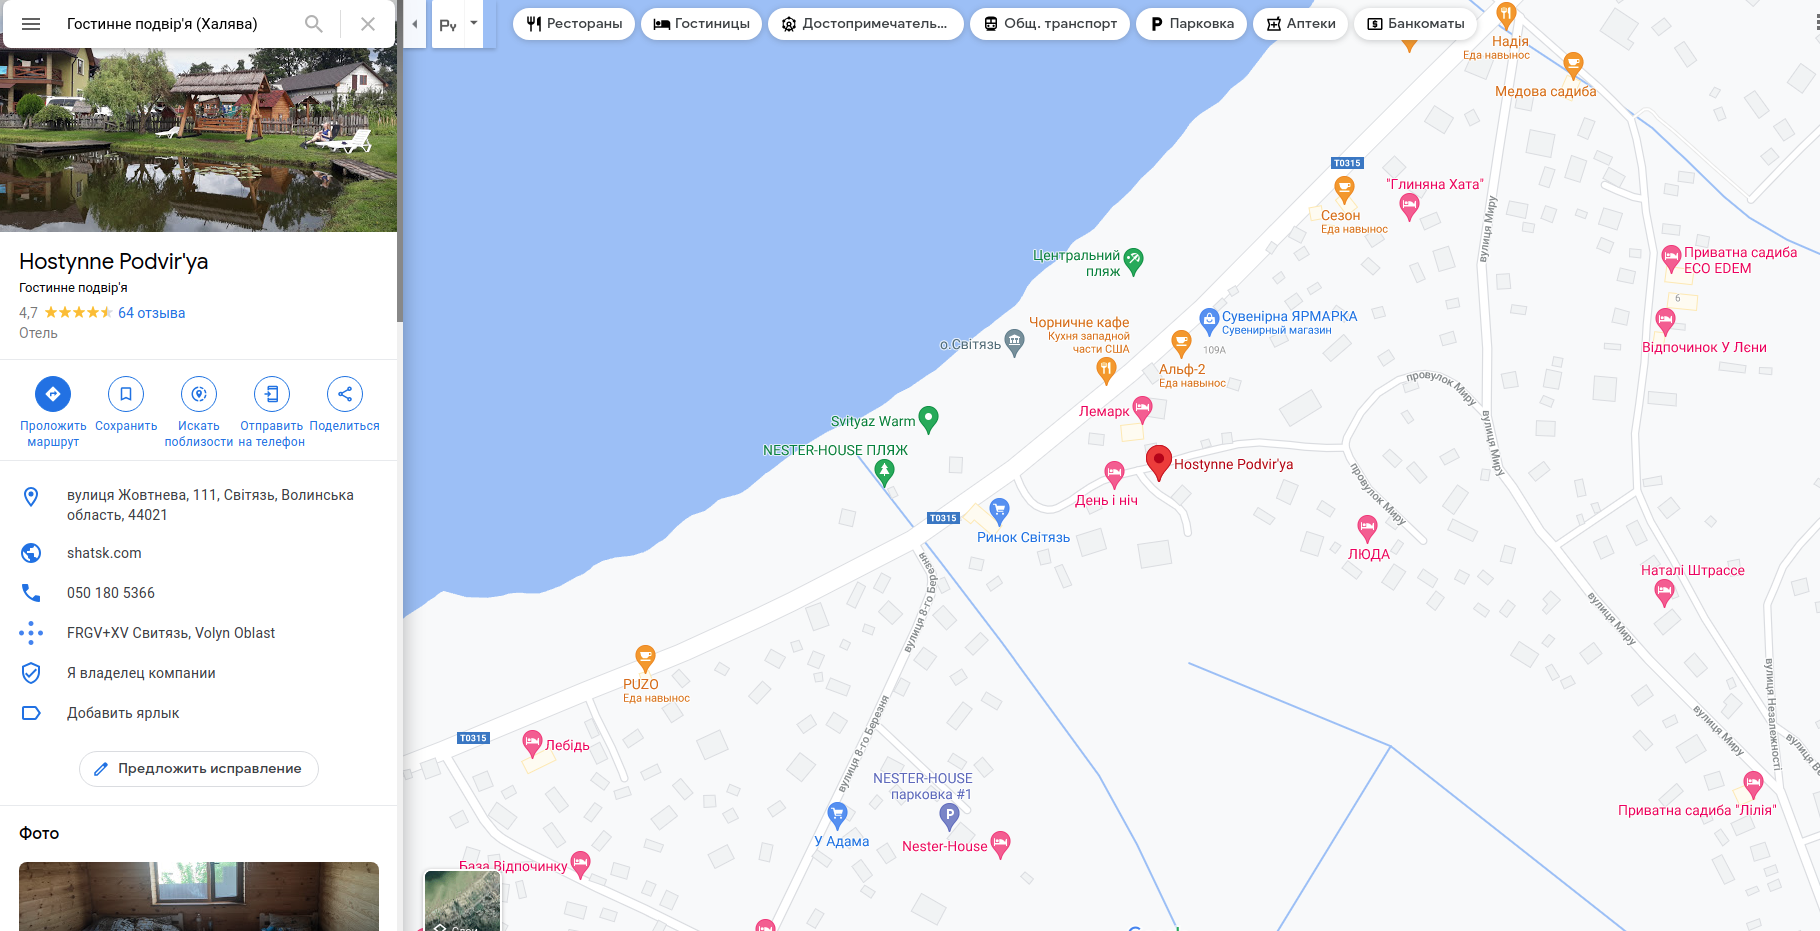 Гостинне подвір'я (Халява)
Рестораны
Гостиницы
Достопримечатель...
Общ. транспорт
Парковка
Аптеки
Банкоматы
Hostynne Podvir'ya
Гостинне подвір'я
4,7
64 отзыва
Отель
Проложить
маршрут
Сохранить
Искать
поблизости
Отправить
на телефон
Поделиться
вулиця Жовтнева, 111, Світязь, Волинська
область, 44021
shatsk.com
050 180 5366
FRGV+XV Свитязь, Volyn Oblast
Я владелец компании
Добавить ярлык
Предложить исправление
Фото
Надія
Еда навынос
Медова садиба
T0315
"Глиняна Хата"
Сезон
Еда навынос
вулиця Миру
Центральний
пляж
Приватна садиба
ECO EDEM
6
Сувенірна ЯРМАРКА
Сувенирный магазин
109А
Чорничне кафе
Кухня западной
части США
о.Світязь
Альф-2
Еда навынос
Відпочинок У Лєни
провулок Миру
Лемарк
Svityaz Warm
NESTER-HOUSE ПЛЯЖ
вулиця Миру
Hostynne Podvir'ya
День і ніч
провулок Миру
T0315
Ринок Світязь
ЛЮДА
Наталі Штрассе
вулиця 8-го Березня
вулиця Миру
PUZO
Еда навынос
вулиця Незалежності
вулиця 8-го Березня
вулиця Миру
T0315
Лебідь
NESTER-HOUSE
парковка #1
P
Приватна садиба "Лілія"
У Адама
Nester-House
База Відпочинку